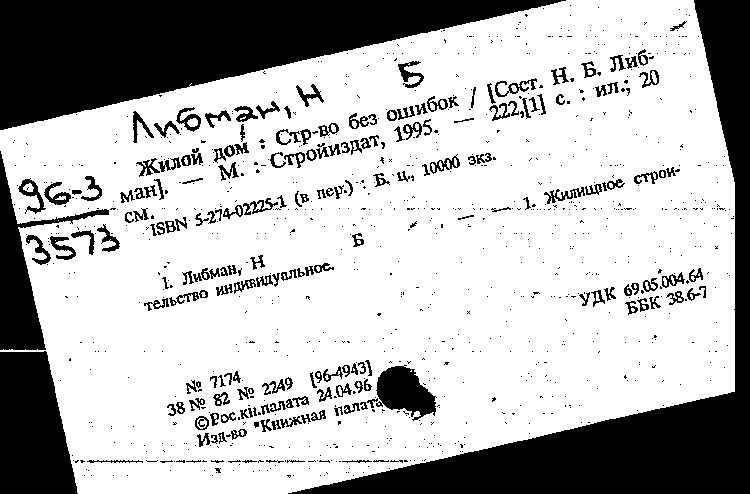 Либман, Н Б
Жилой дом : Стр-во без ошибок / [Сост. Н. Б. Либ-
ман]. — М. : Стройиздат, 1995. — 222,[1] с. : ил.; 20
см.
96-3
3573
ISBN 5-274-02225-1 (в пер.) : Б. ц., 10000 экз.
1. Либман, Н Б — — 1. Жилищное строи-
тельство индивидуальное.
УДК 69.05.004.64
ББК 38.6-7
№ 7174
38 № 82 № 2249 [96-4943]
©Рос.кн.палата 24.04.96
Изд-во "Книжная палата